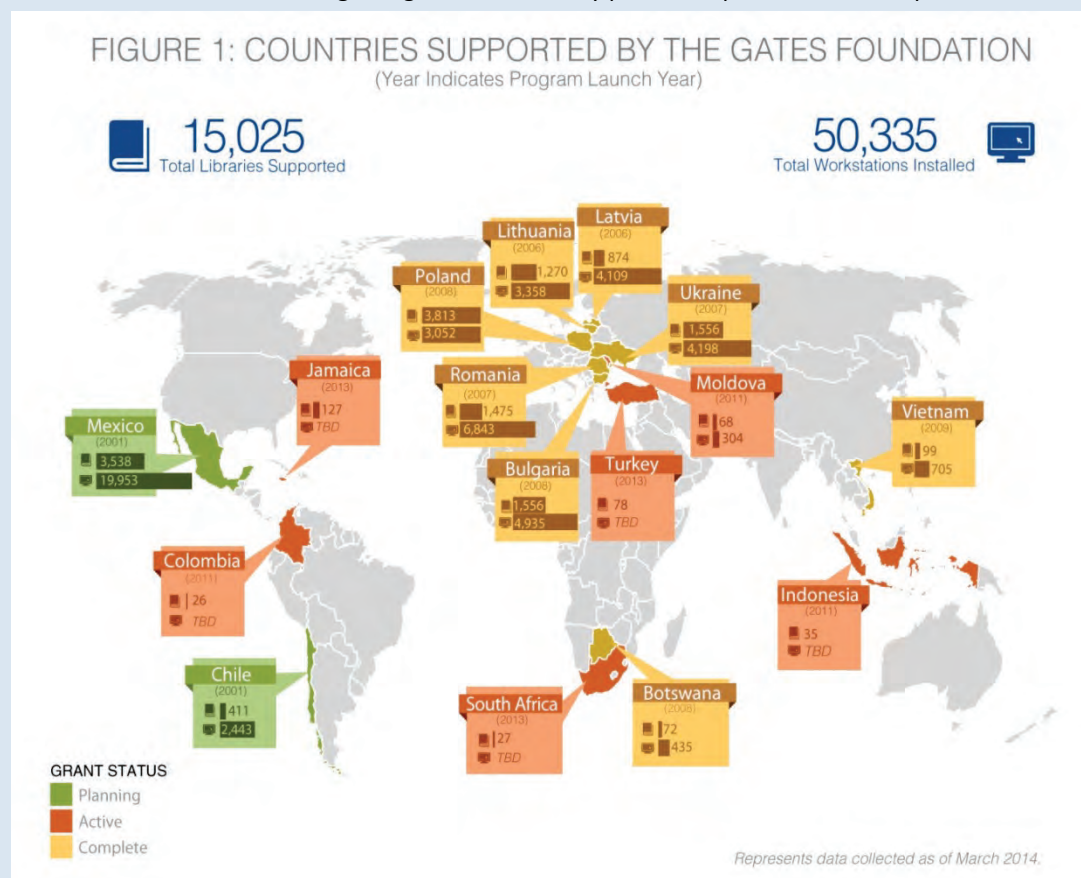 FIGURE 1: COUNTRIES SUPPORTED BY THE GATES FOUNDATION
(Year Indicates Program Launch Year)
15,025
Total Libraries Supported
50,335
Total Workstations Installed
Latvia
(2006)
874
4,109
Lithuania
(2006)
1,270
3,358
Poland
(2008)
3,813
3,052
Ukraine
(2007)
1,556
4,198
Jamaica
(2013)
127
TBD
Romania
(2007)
1,475
6,843
Moldova
(2011)
68
304
Mexico
(2001)
3,538
19,953
Vietnam
(2009)
99
705
Bulgaria
(2008)
1,556
4,935
Turkey
(2013)
78
TBD
Colombia
(2011)
26
TBD
Indonesia
(2011)
35
TBD
Chile
(2001)
411
2,443
South Africa
(2013)
27
TBD
Botswana
(2008)
72
435
GRANT STATUS
Planning
Active
Complete
Represents data collected as of March 2014.